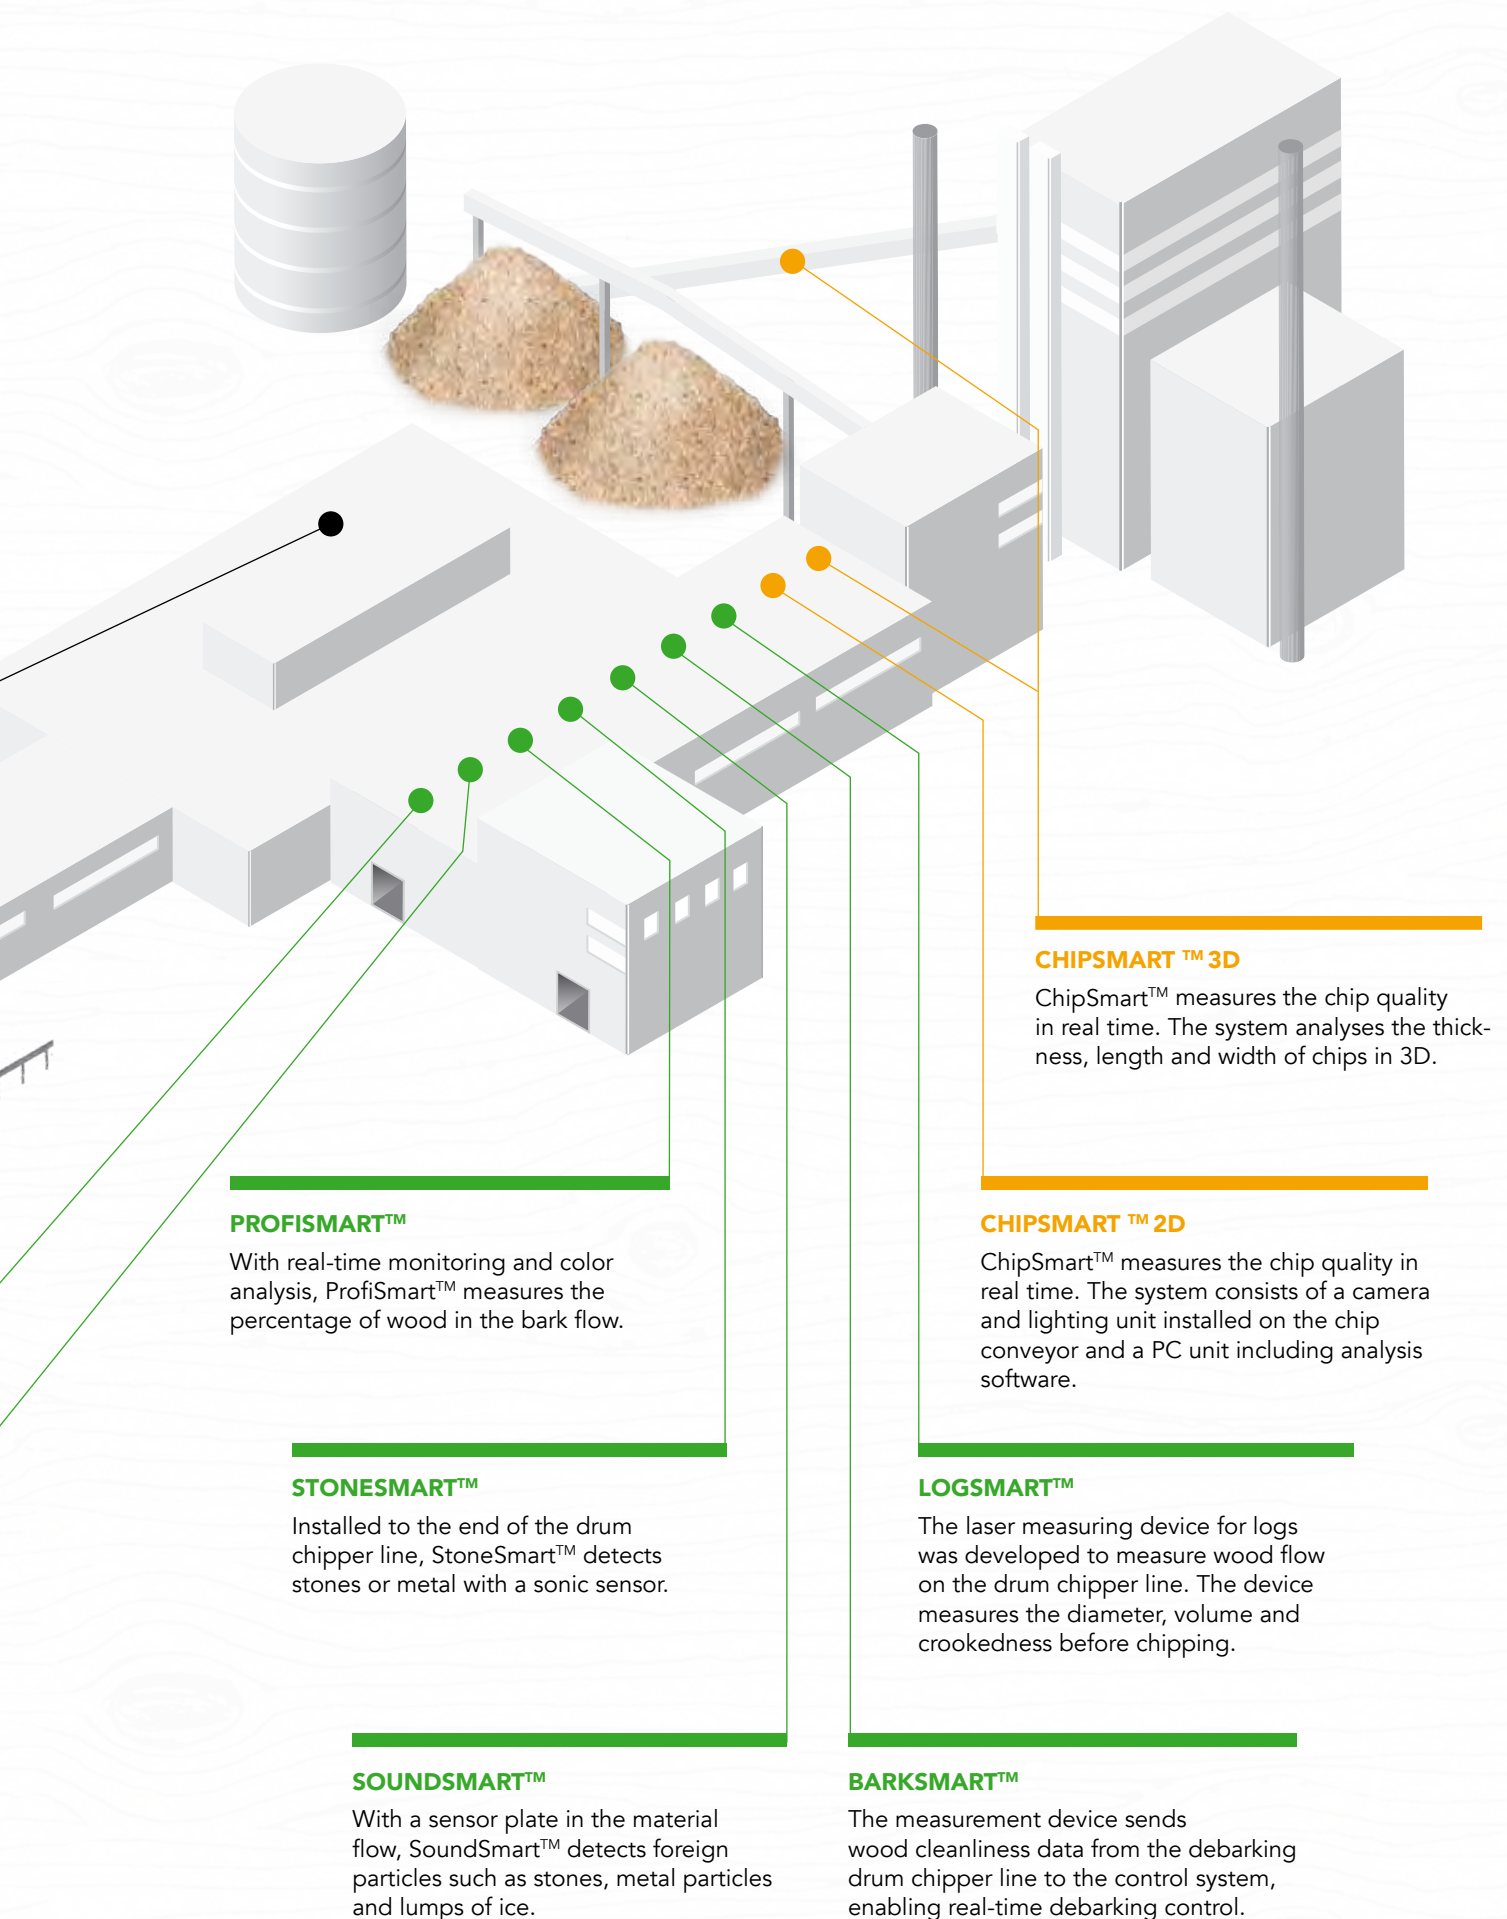 CHIPSMART ™ 3D
ChipSmart™ measures the chip quality
in real time. The system analyses the thick-
ness, length and width of chips in 3D.
PROFISMART™
With real-time monitoring and color
analysis, ProfiSmart™ measures the
percentage of wood in the bark flow.
CHIPSMART ™ 2D
ChipSmart™ measures the chip quality in
real time. The system consists of a camera
and lighting unit installed on the chip
conveyor and a PC unit including analysis
software.
STONESMART™
Installed to the end of the drum
chipper line, StoneSmart™ detects
stones or metal with a sonic sensor.
LOGSMART™
The laser measuring device for logs
was developed to measure wood flow
on the drum chipper line. The device
measures the diameter, volume and
crookedness before chipping.
SOUNDSMART™
With a sensor plate in the material
flow, SoundSmart™ detects foreign
particles such as stones, metal particles
and lumps of ice.
BARKSMART™
The measurement device sends
wood cleanliness data from the debarking
drum chipper line to the control system,
enabling real-time debarking control.